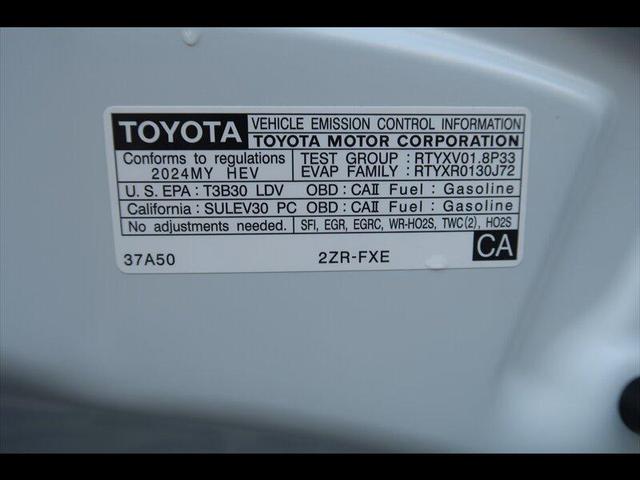 TOYOTA VEHICLE EMISSION CONTROL INFORMATION
TOYOTA MOTOR CORPORATION
Conforms to regulations TEST GROUP : RTYXV01.8P33
2024MY HEV EVAP FAMILY : RTYXR0130J72
U.S. EPA : T3B30 LDV OBD : CAII Fuel : Gasoline
California : SULEV30 PC OBD : CAII Fuel : Gasoline
No adjustments needed. SFI, EGR, EGRC, WR-HO2S, TWC(2), HO2S
37A50 2ZR-FXE CA